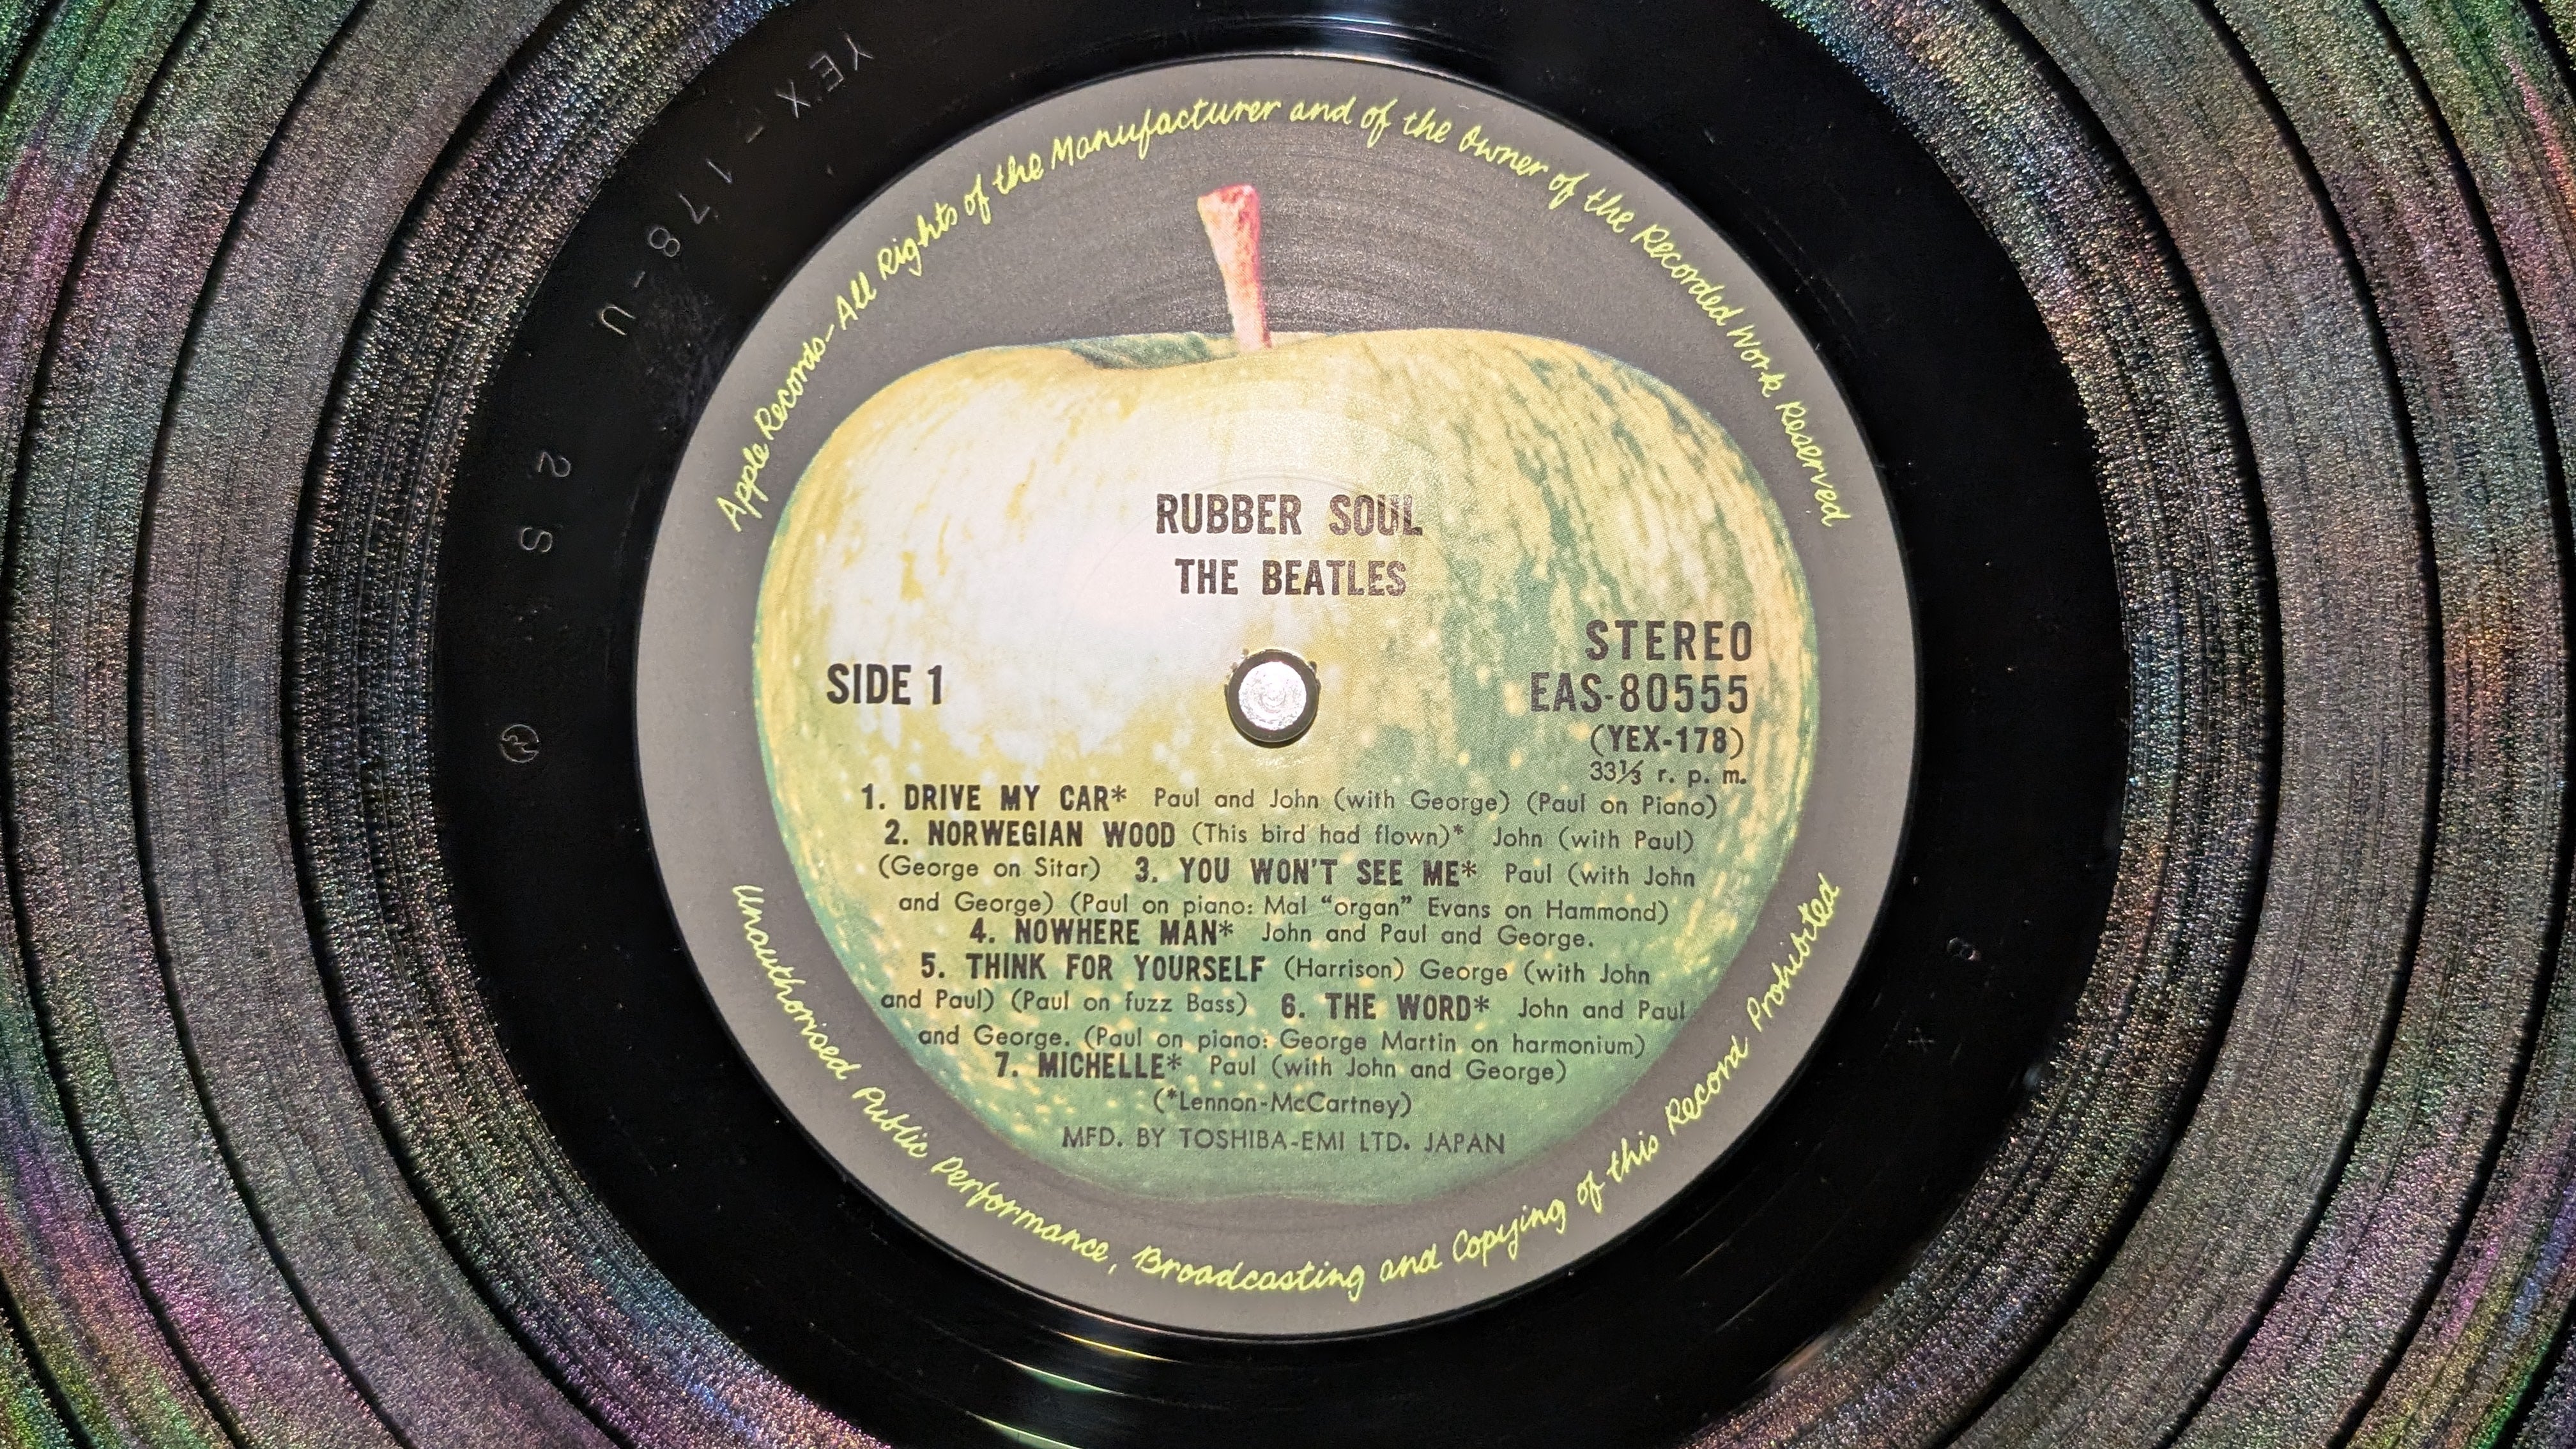 Apple Records-All Rights of the Manufacturer and of the Owner of the Recorded Work Reserved
RUBBER SOUL
THE BEATLES
SIDE 1
STEREO
EAS-80555
(YEX-178)
33⅓ r. p. m.
1. DRIVE MY CAR* Paul and John (with George) (Paul on Piano)
2. NORWEGIAN WOOD (This bird had flown)* John (with Paul)
(George on Sitar) 3. YOU WON'T SEE ME* Paul (with John
and George) (Paul on piano: Mal “organ” Evans on Hammond)
4. NOWHERE MAN* John and Paul and George.
5. THINK FOR YOURSELF (Harrison) George (with John
and Paul) (Paul on fuzz Bass) 6. THE WORD* John and Paul
and George. (Paul on piano: George Martin on harmonium)
7. MICHELLE* Paul (with John and George)
(*Lennon-McCartney)
MFD. BY TOSHIBA-EMI LTD. JAPAN
Unauthorised Public Performance, Broadcasting and Copying of this Record Prohibited
YEX-178-U
2S